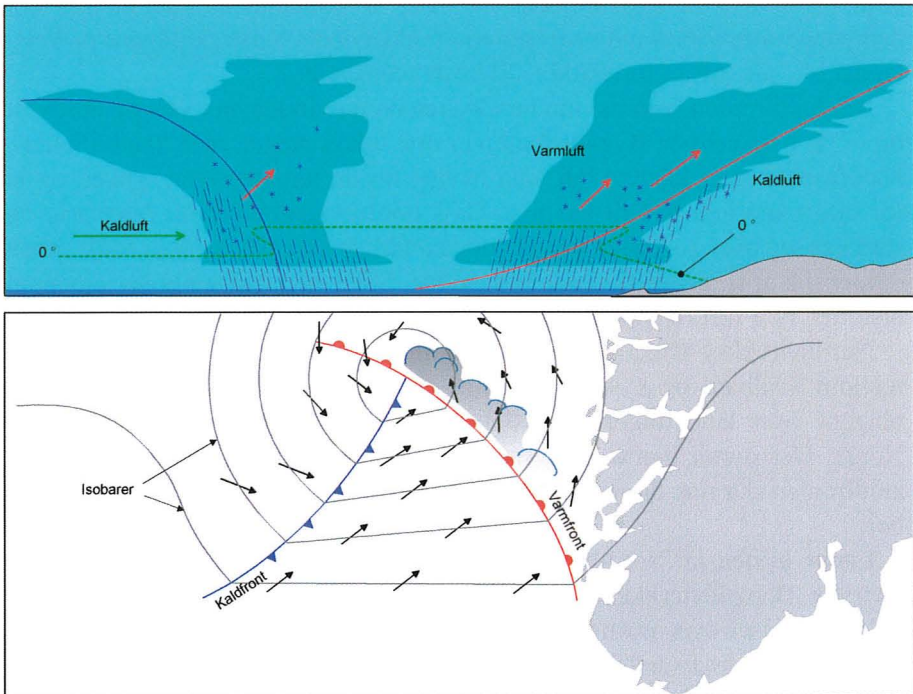 Varmluft
Kaldluft
Kaldluft
0 °
0 °
Isobarer
Varmfront
Kaldfront